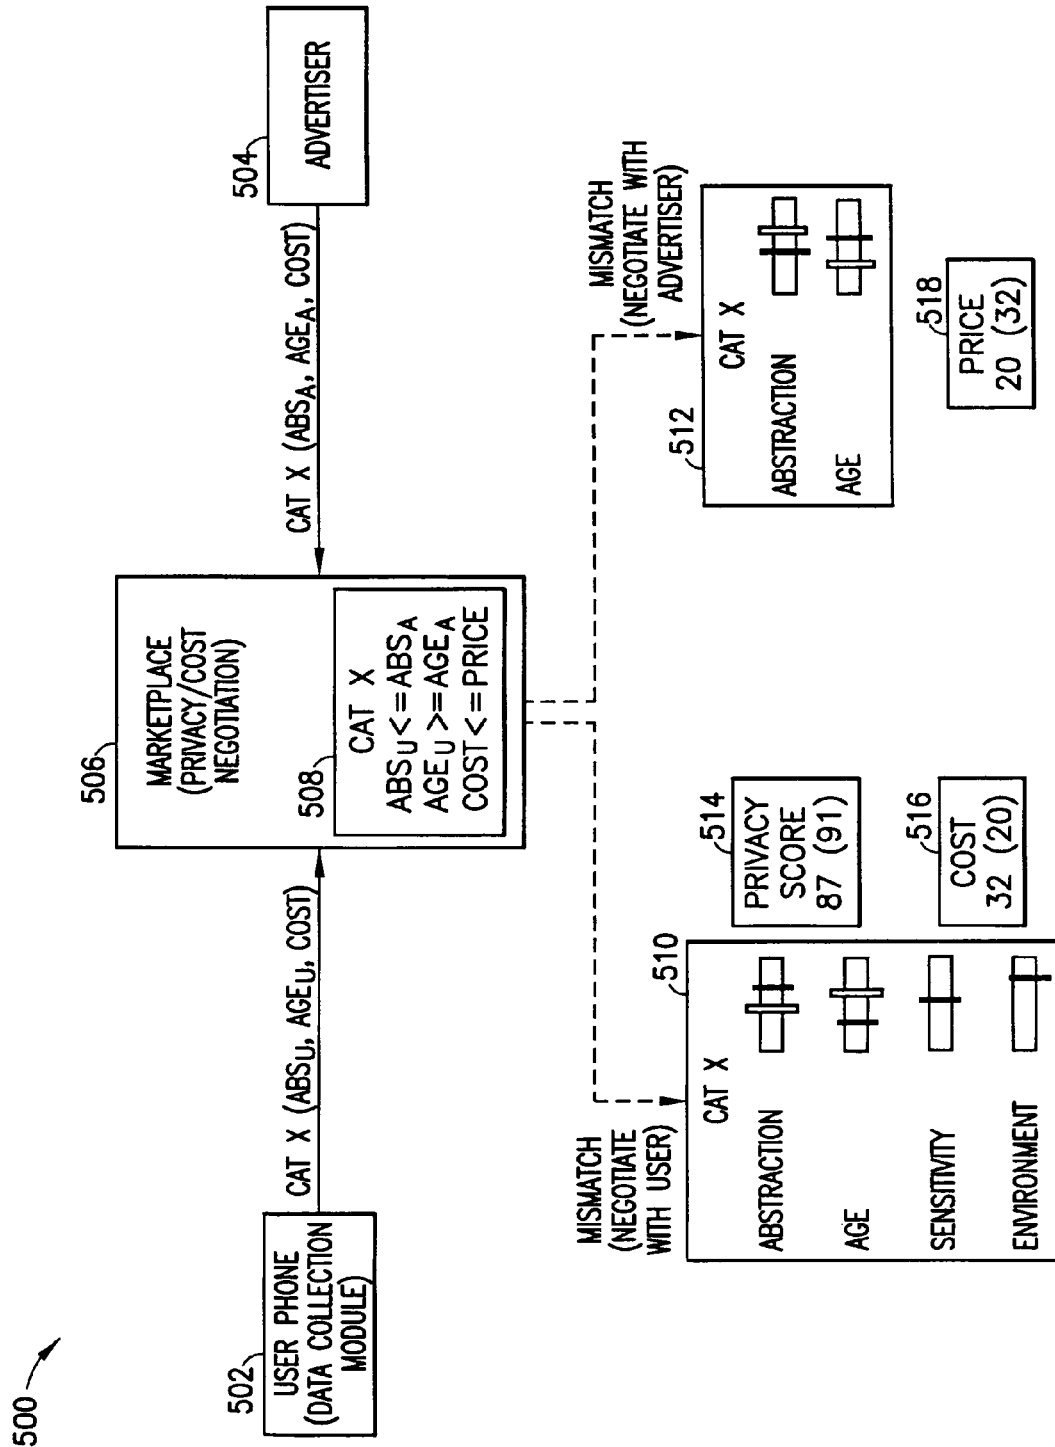 500
502
USER PHONE
(DATA COLLECTION
MODULE)
CAT X (ABSU, AGEU, COST)
506
MARKETPLACE
(PRIVACY/COST
NEGOTIATION)
508
CAT X
ABSU<=ABSA
AGEU>=AGEA
COST<=PRICE
CAT X (ABSA, AGEA, COST)
504
ADVERTISER
MISMATCH
(NEGOTIATE
WITH USER)
510
CAT X
ABSTRACTION
AGE
SENSITIVITY
ENVIRONMENT
514
PRIVACY
SCORE
87 (91)
516
COST
32 (20)
MISMATCH
(NEGOTIATE WITH
ADVERTISER)
512
CAT X
ABSTRACTION
AGE
518
PRICE
20 (32)